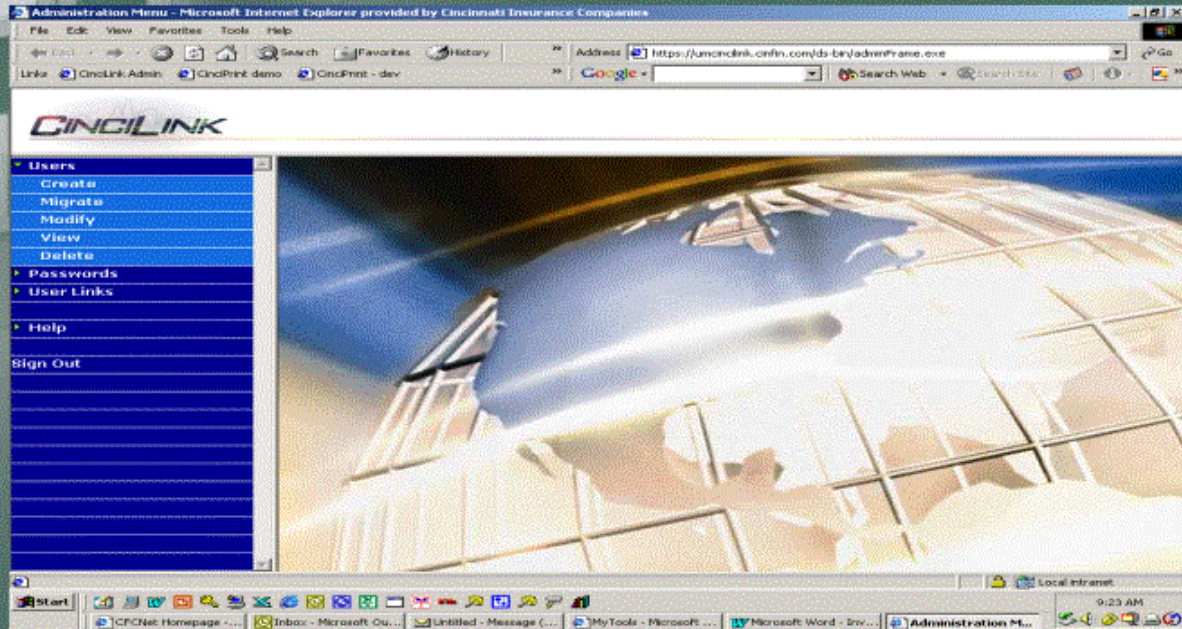 Administration Menu - Microsoft Internet Explorer provided by Cincinnati Insurance Companies
File Edit View Favorites Tools Help
Search Favorites History Address https://umcincilink.cinfin.com/ds-bin/admnFrame.exe Go
Links CinciLink Admin CinciPrint demo CinciPrint - dev Google Search Web
CINCILINK
Users
Create
Migrate
Modify
View
Delete
Passwords
User Links
Help
Sign Out
Local intranet
Start 9:23 AM
CFCNet Homepage -... Inbox - Microsoft Ou... Untitled - Message (... MyTools - Microsoft ... Microsoft Word - Inv... Administration M...